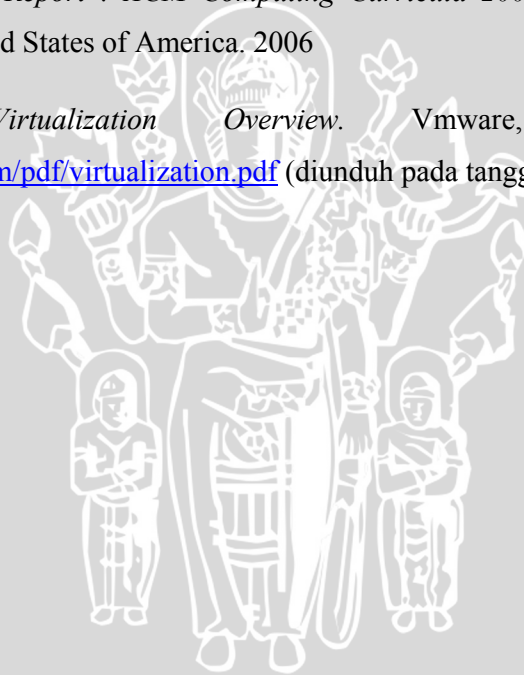 Report : ACM Computing Curricula 200
d States of America. 2006
Virtualization Overview. Vmware,
m/pdf/virtualization.pdf (diunduh pada tangg